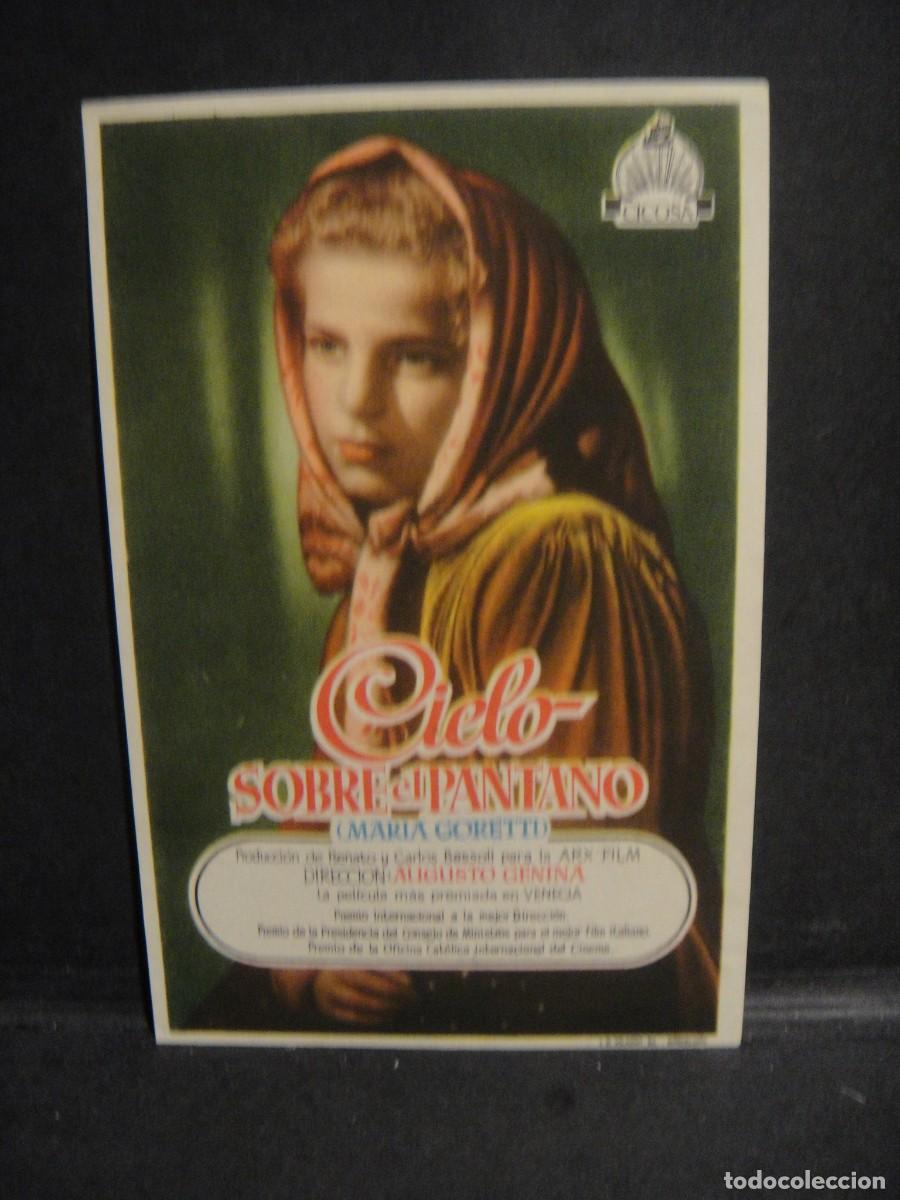 CICOSA
Cielo
SOBRE el PANTANO
(MARIA GORETTI)
Producción de Renato y Carlos Bassoli para la ARX FILM
DIRECCION: AUGUSTO GENINA
La película más premiada en VENECIA
Premio Internacional a la mejor Dirección
Premio de la Presidencia del Consejo de Ministros para el mejor Film Italiano.
Premio de la Oficina Católica Internacional del Cinema.
todocoleccion